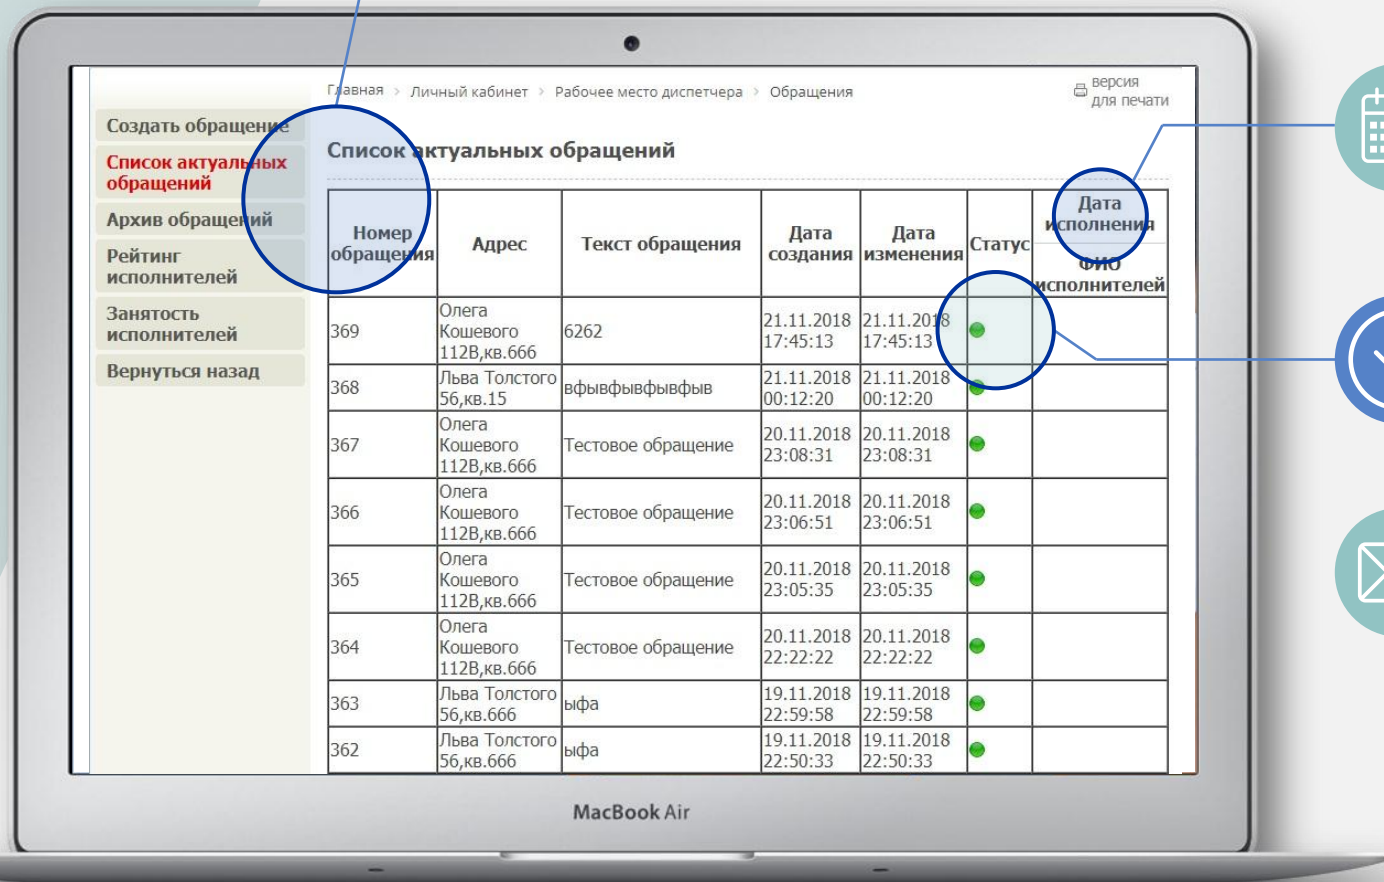 Главная > Личный кабинет > Рабочее место диспетчера > Обращения
версия
для печати
Создать обращение
Список актуальных
обращений
Архив обращений
Рейтинг
исполнителей
Занятость
исполнителей
Вернуться назад
Список актуальных обращений
Номер обращения Адрес Текст обращения Дата создания Дата изменения Статус Дата исполнения ФИО исполнителей
369 Олега Кошевого 112В,кв.666 6262 21.11.2018 17:45:13 21.11.2018 17:45:13
368 Льва Толстого 56,кв.15 вфывфывфывфыв 21.11.2018 00:12:20 21.11.2018 00:12:20
367 Олега Кошевого 112В,кв.666 Тестовое обращение 20.11.2018 23:08:31 20.11.2018 23:08:31
366 Олега Кошевого 112В,кв.666 Тестовое обращение 20.11.2018 23:06:51 20.11.2018 23:06:51
365 Олега Кошевого 112В,кв.666 Тестовое обращение 20.11.2018 23:05:35 20.11.2018 23:05:35
364 Олега Кошевого 112В,кв.666 Тестовое обращение 20.11.2018 22:22:22 20.11.2018 22:22:22
363 Льва Толстого 56,кв.666 ыфа 19.11.2018 22:59:58 19.11.2018 22:59:58
362 Льва Толстого 56,кв.666 ыфа 19.11.2018 22:50:33 19.11.2018 22:50:33
MacBook Air